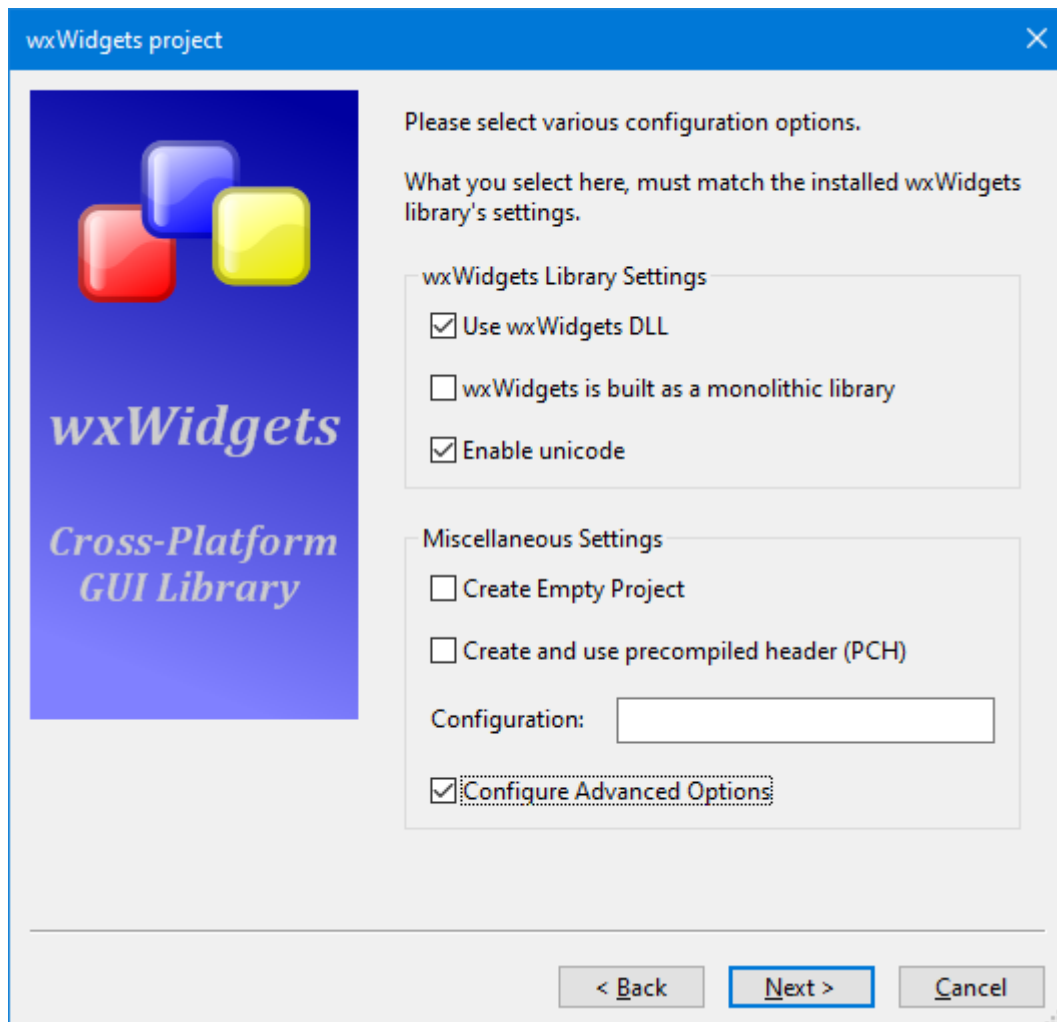 wxWidgets project
wxWidgets
Cross-Platform
GUI Library
Please select various configuration options.
What you select here, must match the installed wxWidgets
library's settings.
wxWidgets Library Settings
Use wxWidgets DLL
wxWidgets is built as a monolithic library
Enable unicode
Miscellaneous Settings
Create Empty Project
Create and use precompiled header (PCH)
Configuration:
Configure Advanced Options
< Back
Next >
Cancel